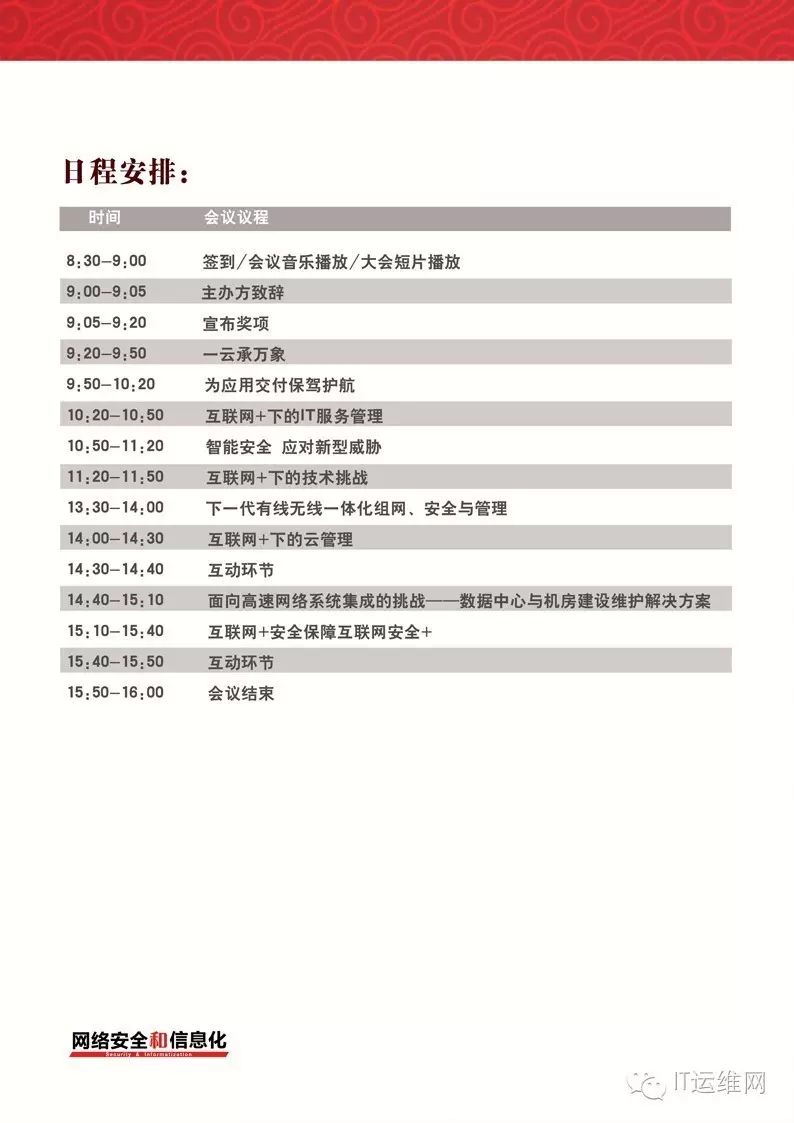 日程安排：
时间 会议议程
8:30-9:00 签到/会议音乐播放/大会短片播放
9:00-9:05 主办方致辞
9:05-9:20 宣布奖项
9:20-9:50 一云承万象
9:50-10:20 为应用交付保驾护航
10:20-10:50 互联网+下的IT服务管理
10:50-11:20 智能安全 应对新型威胁
11:20-11:50 互联网+下的技术挑战
13:30-14:00 下一代有线无线一体化组网、安全与管理
14:00-14:30 互联网+下的云管理
14:30-14:40 互动环节
14:40-15:10 面向高速网络系统集成的挑战——数据中心与机房建设维护解决方案
15:10-15:40 互联网+安全保障互联网安全+
15:40-15:50 互动环节
15:50-16:00 会议结束
网络安全和信息化
Security & Informatization
IT运维网